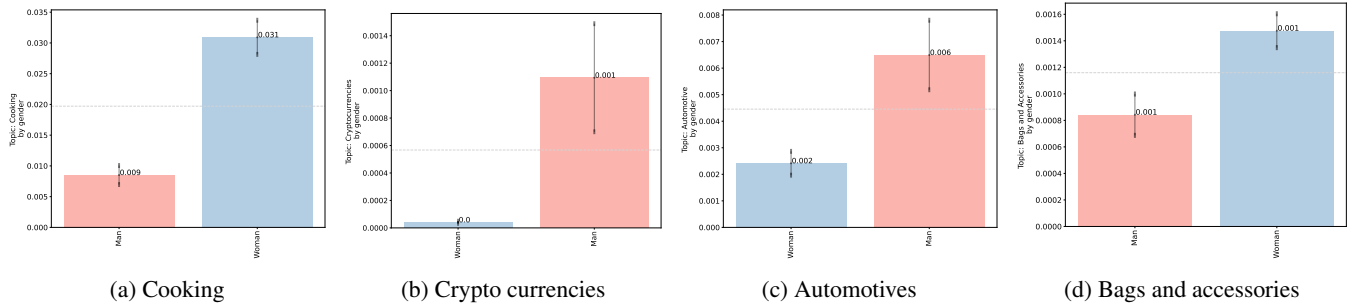 Topic: Cooking
by gender
0.035
0.030
0.025
0.020
0.015
0.010
0.005
0.000
0.009
0.031
Man
Woman
(a) Cooking
Topic: Cryptocurrencies
by gender
0.0014
0.0012
0.0010
0.0008
0.0006
0.0004
0.0002
0.0000
0.0
0.001
Woman
Man
(b) Crypto currencies
Topic: Automotive
by gender
0.008
0.007
0.006
0.005
0.004
0.003
0.002
0.001
0.000
0.002
0.006
Woman
Man
(c) Automotives
Topic: Bags and Accessories
by gender
0.0016
0.0014
0.0012
0.0010
0.0008
0.0006
0.0004
0.0002
0.0000
0.001
0.001
Man
Woman
(d) Bags and accessories